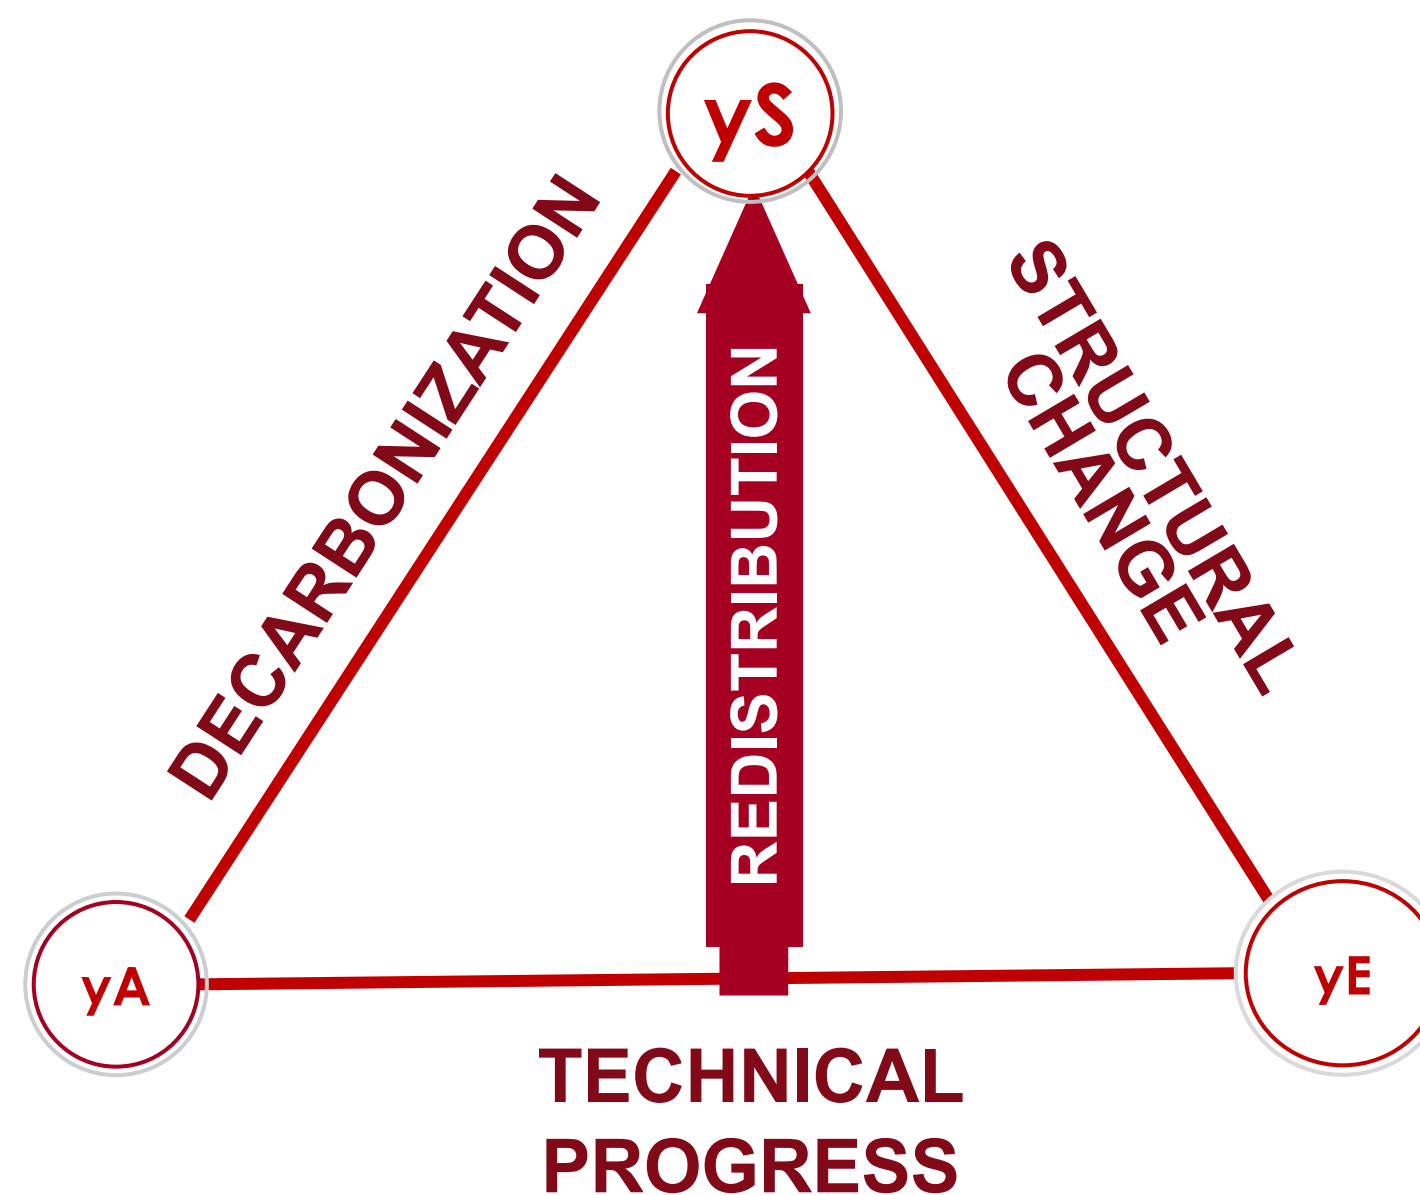 yS
DECARBONIZATION
STRUCTURAL
CHANGE
REDISTRIBUTION
yA
yE
TECHNICAL
PROGRESS